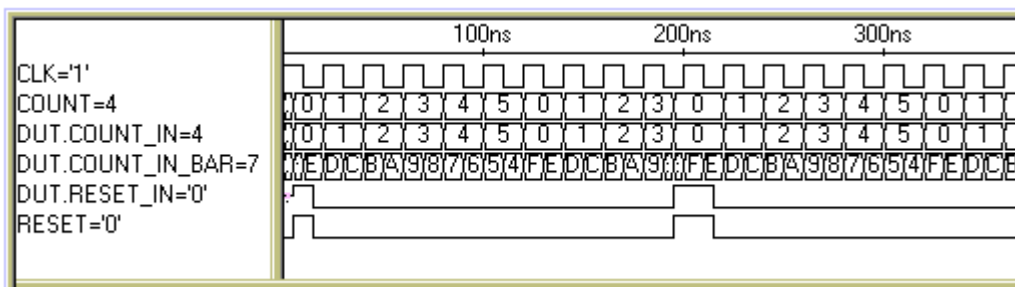 100ns 200ns 300ns
CLK='1'
COUNT=4 0 1 2 3 4 5 0 1 2 3 0 1 2 3 4 5 0 1
DUT.COUNT_IN=4 0 1 2 3 4 5 0 1 2 3 0 1 2 3 4 5 0 1
DUT.COUNT_IN_BAR=7 E D C B A 9 8 7 6 5 4 F E D C B A 9 F E D C B A 9 8 7 6 5 4 F E D C
DUT.RESET_IN='0'
RESET='0'